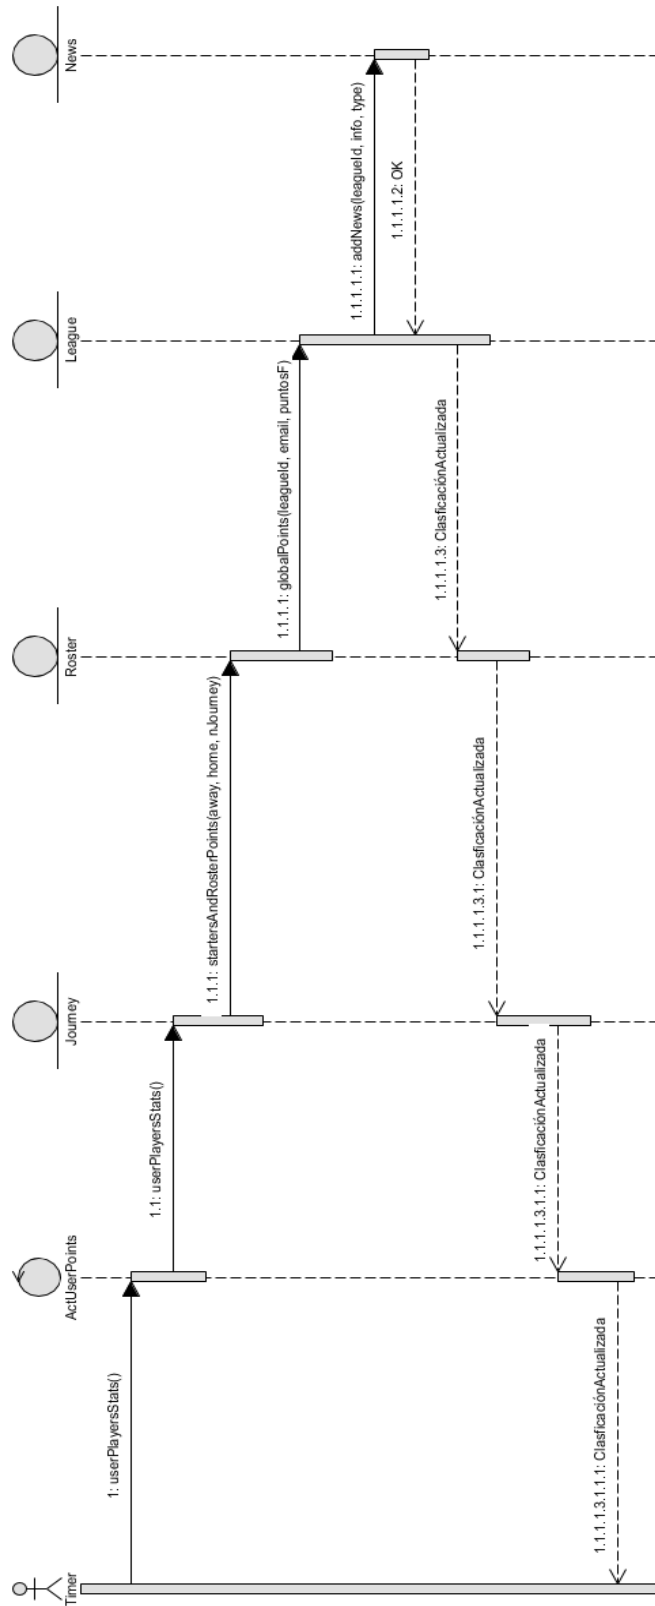 Timer
ActUserPoints
Journey
Roster
League
News
1: userPlayersStats()
1.1: userPlayersStats()
1.1.1: startersAndRosterPoints(away, home, nJourney)
1.1.1.1: globalPoints(leagueId, email, puntosF)
1.1.1.1.1: addNews(leagueId, info, type)
1.1.1.1.2: OK
1.1.1.1.3: ClasficaciónActualizada
1.1.1.1.3.1: ClasficaciónActualizada
1.1.1.1.3.1.1: ClasficaciónActualizada
1.1.1.1.3.1.1.1: ClasficaciónActualizada